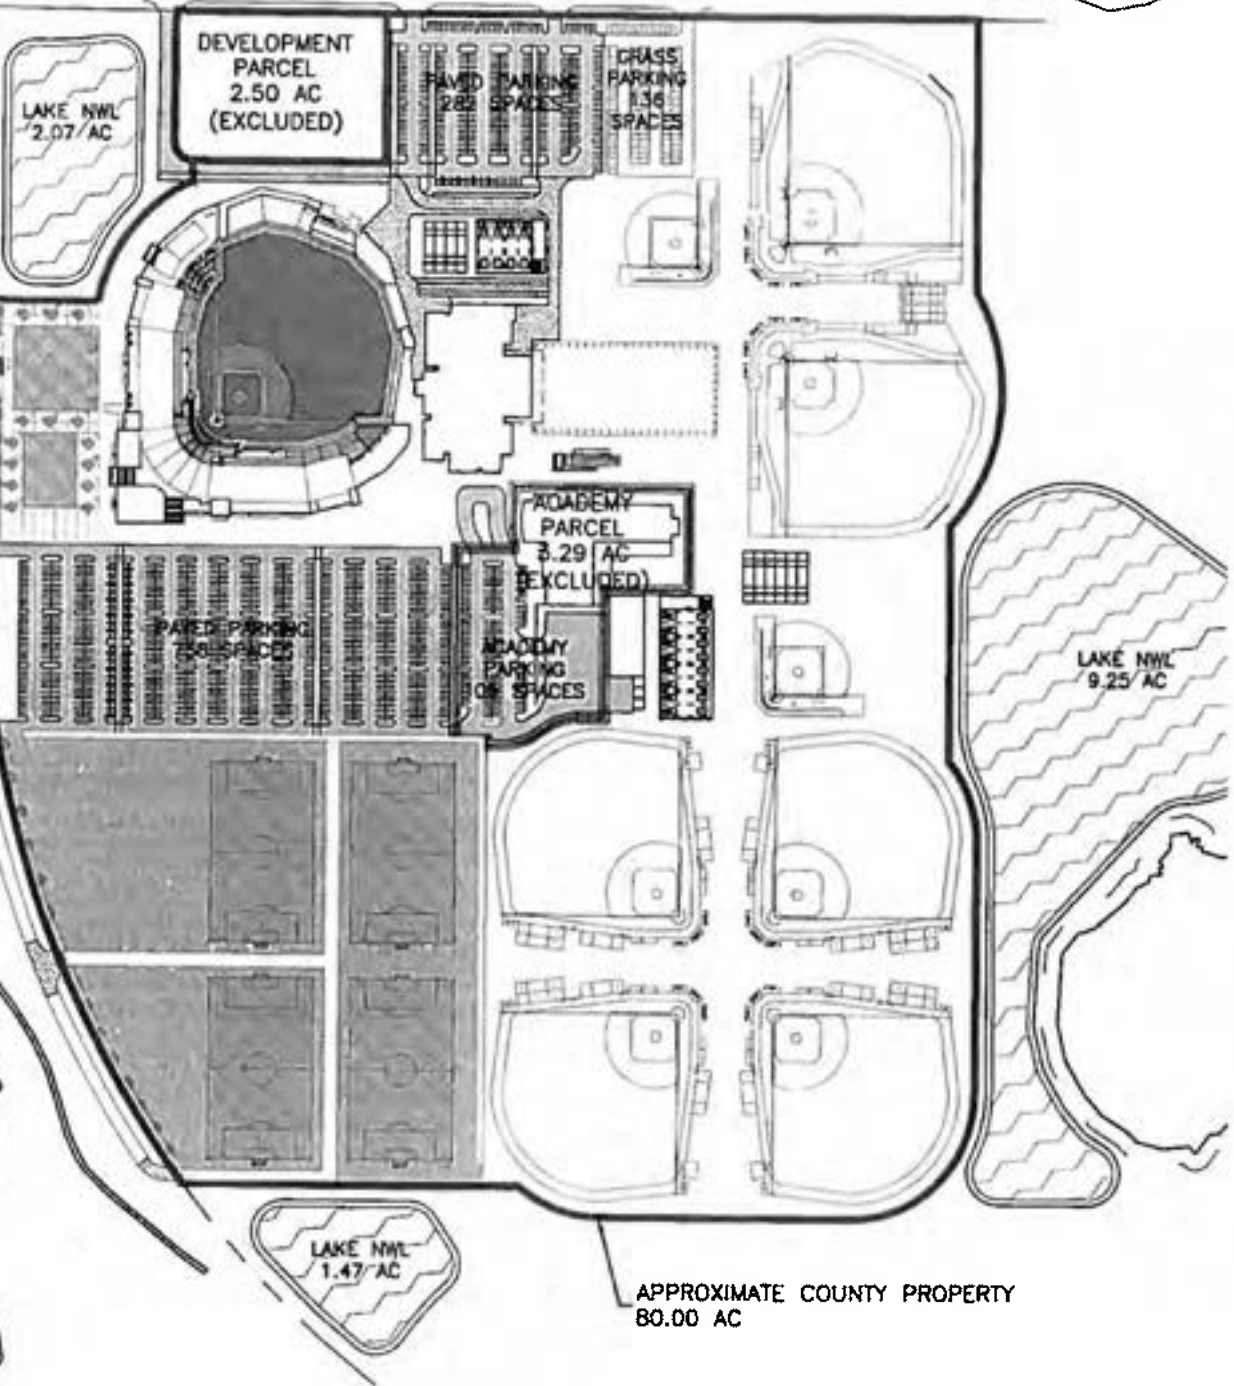 DEVELOPMENT
PARCEL
2.50 AC
(EXCLUDED)
LAKE NWL
2.07 AC
PAVED PARKING
282 SPACES
GRASS
PARKING
136
SPACES
ACADEMY
PARCEL
3.29 AC
(EXCLUDED)
PAVED PARKING
738 SPACES
ACADEMY
PARKING
SPACES
LAKE NWL
9.25 AC
LAKE NWL
1.47 AC
APPROXIMATE COUNTY PROPERTY
80.00 AC